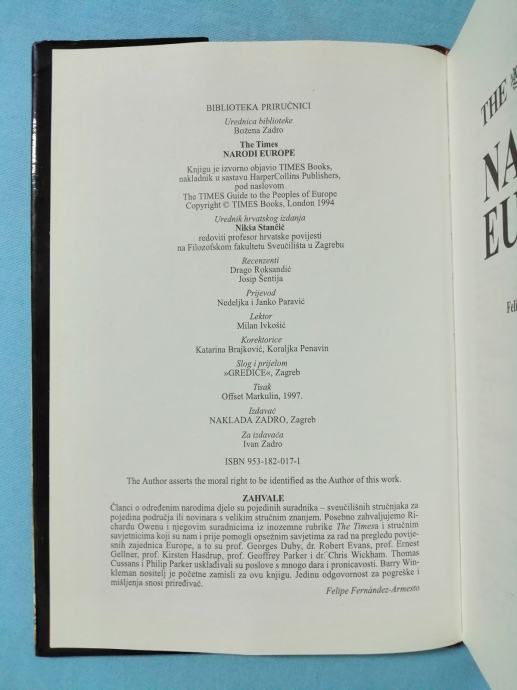 BIBLIOTEKA PRIRUČNICI
Urednica biblioteke
Božena Zadro
The Times
NARODI EUROPE
Knjigu je izvorno objavio TIMES Books,
nakladnik u sastavu HarperCollins Publishers,
pod naslovom
The TIMES Guide to the Peoples of Europe
Copyright © TIMES Books, London 1994
Urednik hrvatskog izdanja
Nikša Stančić
redoviti profesor hrvatske povijesti
na Filozofskom fakultetu Sveučilišta u Zagrebu
Recenzenti
Drago Roksandić
Josip Šentija
Prijevod
Nedeljka i Janko Paravić
Lektor
Milan Ivkošić
Korektorice
Katarina Brajković, Koraljka Penavin
Slog i prijelom
»GREDICE«, Zagreb
Tisak
Offset Markulin, 1997.
Izdavač
NAKLADA ZADRO, Zagreb
Za izdavača
Ivan Zadro
ISBN 953-182-017-1
The Author asserts the moral right to be identified as the Author of this work.
ZAHVALE
Članci o određenim narodima djelo su pojedinih suradnika – sveučilišnih stručnjaka za
pojedina područja ili novinara s velikim stručnim znanjem. Posebno zahvaljujemo Ri-
chardu Owenu i njegovim suradnicima iz inozemne rubrike The Timesa i stručnim
savjetnicima koji su nam i prije pomogli opsežnim savjetima za rad na pregledu povije-
snih zajednica Europe, a to su prof. Georges Duby, dr. Robert Evans, prof. Ernest
Gellner, prof. Kirsten Hasdrup, prof. Geoffrey Parker i dr. Chris Wickham. Thomas
Cussans i Philip Parker usklađivali su poslove s mnogo dara i pronicavosti. Barry Win-
kleman nositelj je početne zamisli za ovu knjigu. Jedinu odgovornost za pogreške i
mišljenja snosi priređivač.
Felipe Fernández-Armesto
THE
NA
EU
Feli